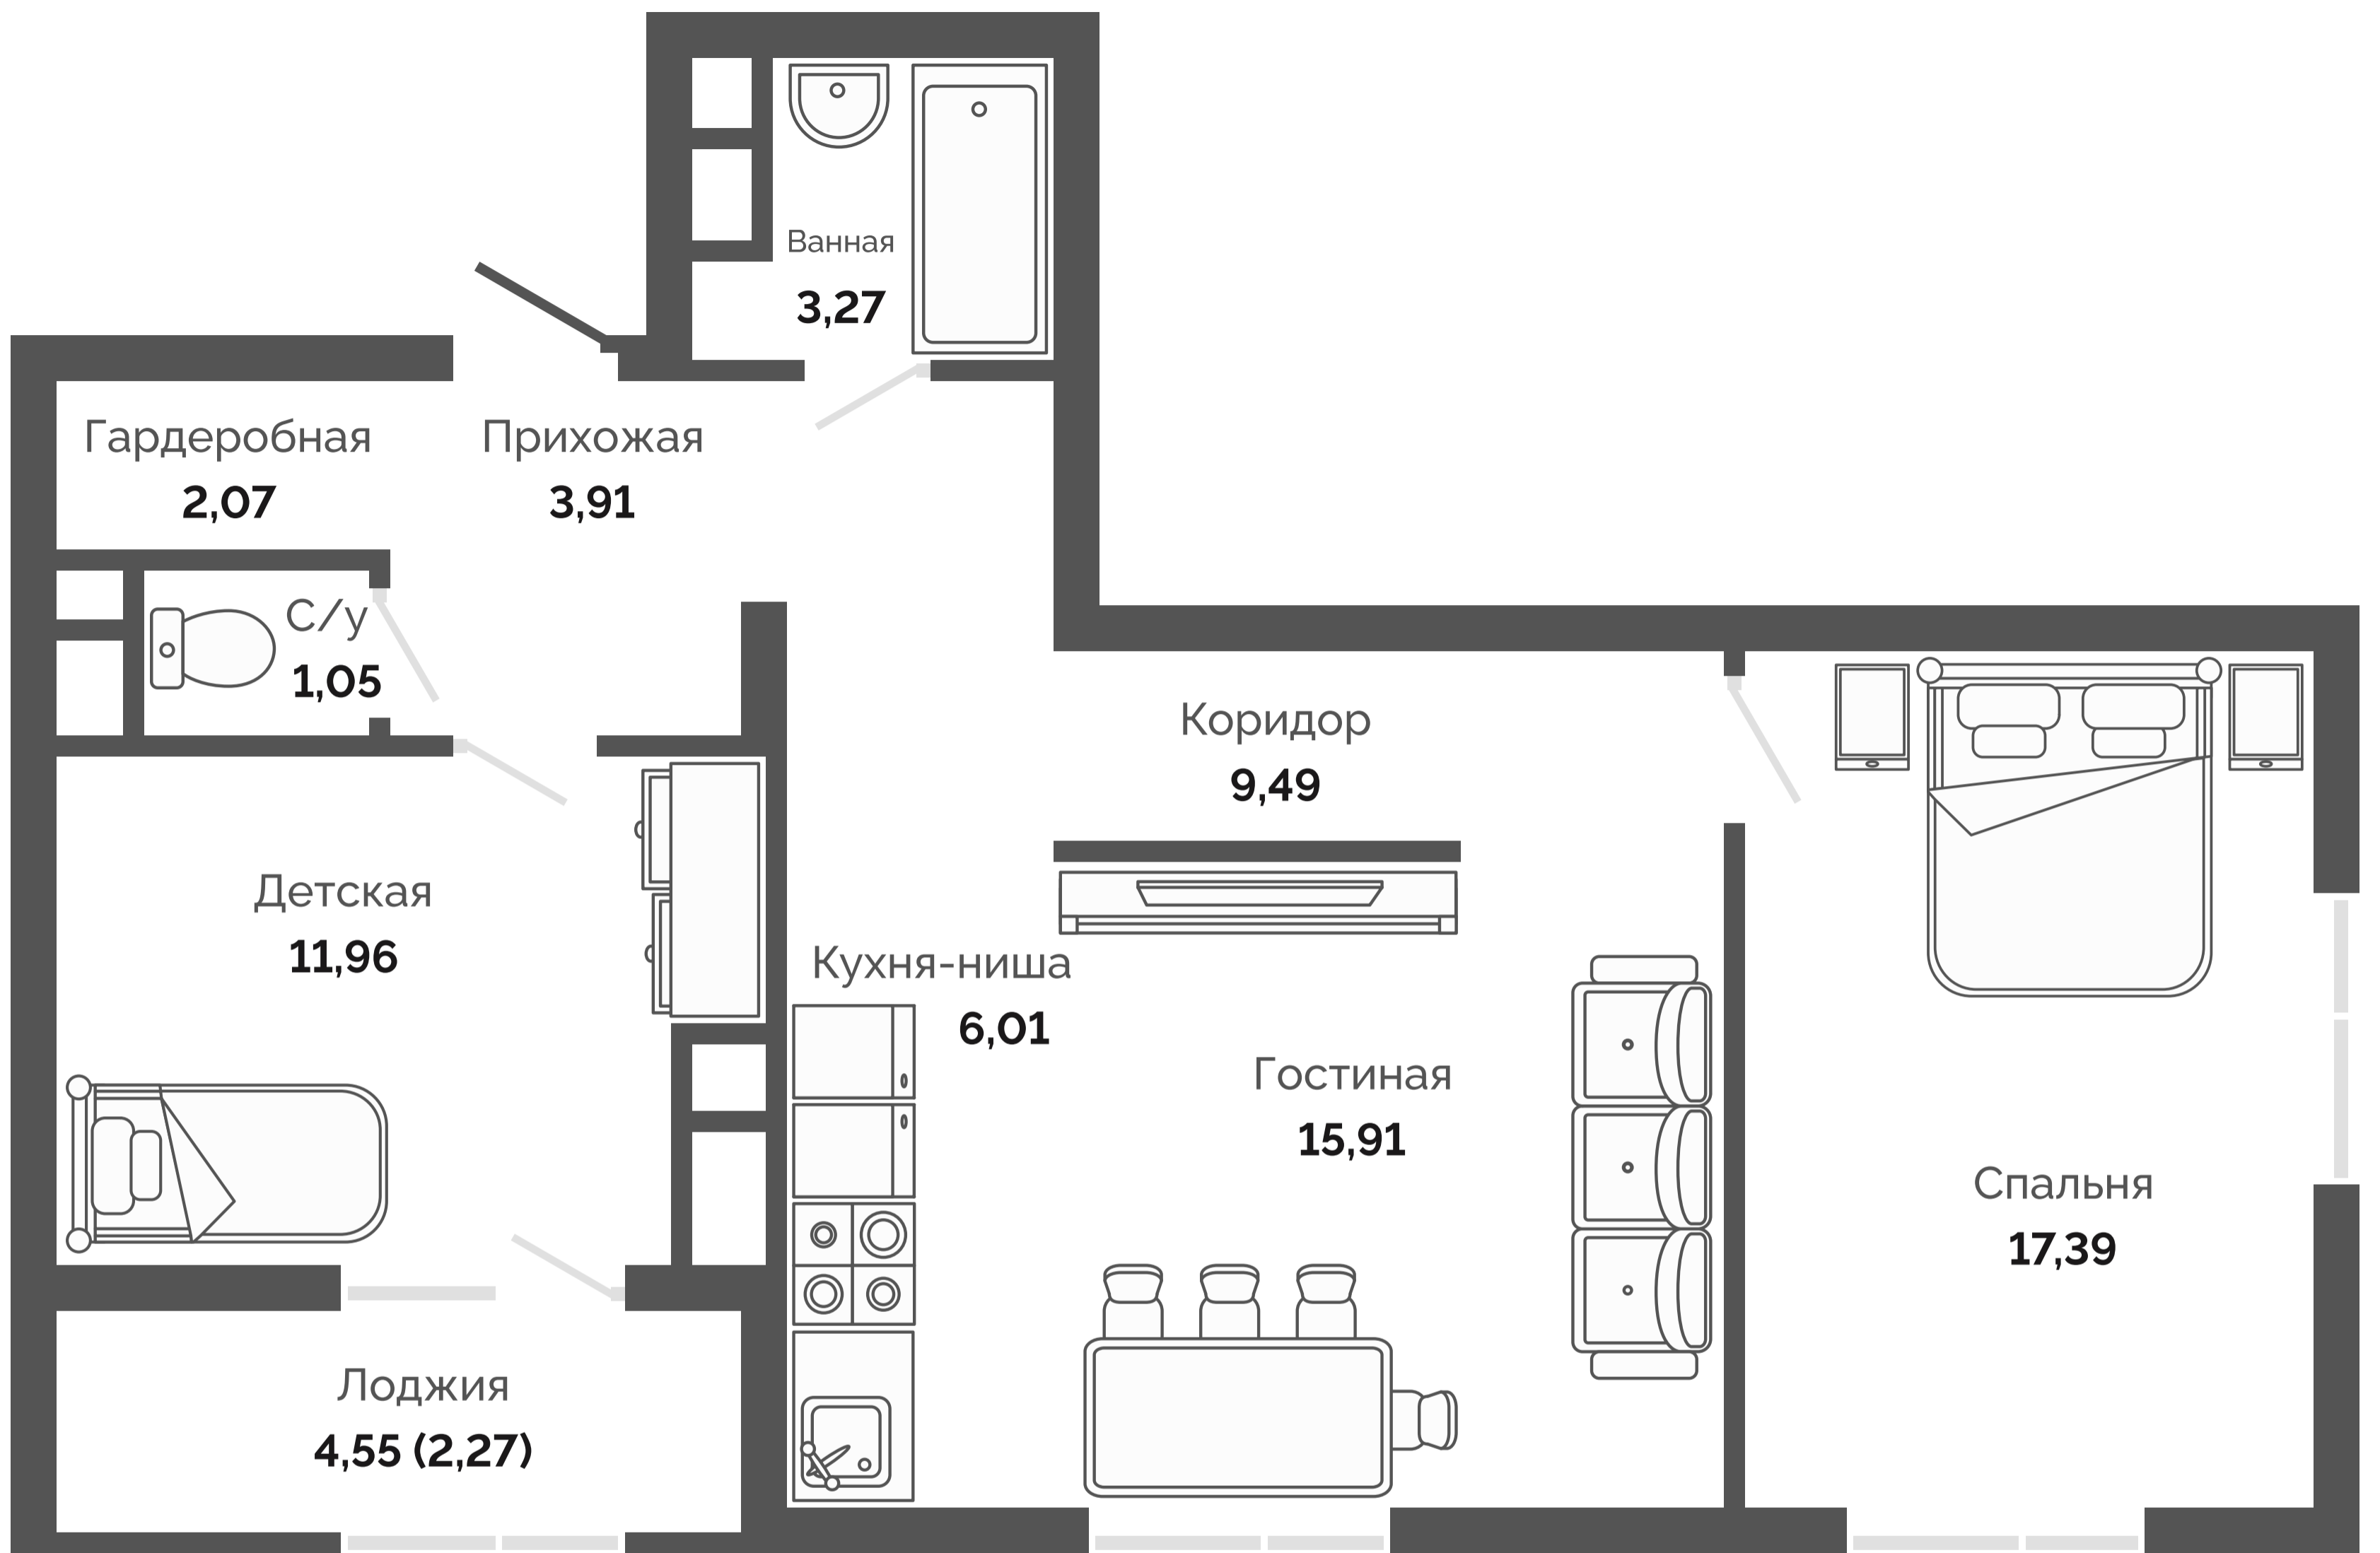 Ванная
3,27
Гардеробная
2,07
Прихожая
3,91
С/у
1,05
Коридор
9,49
Детская
11,96
Кухня-ниша
6,01
Гостиная
15,91
Спальня
17,39
Лоджия
4,55 (2,27)